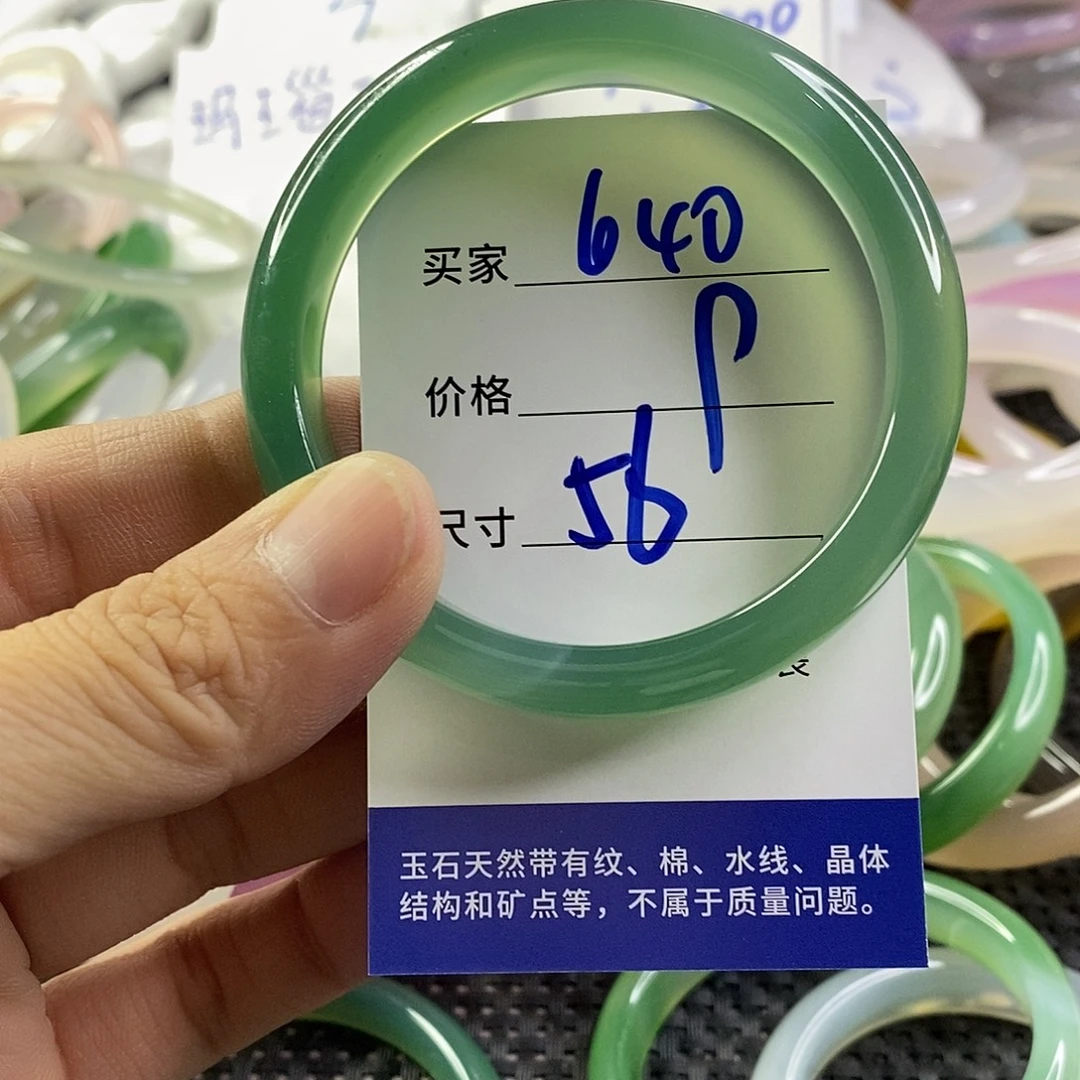 买家 640
价格 P
尺寸 56
玉石天然带有纹、棉、水线、晶体
结构和矿点等，不属于质量问题。